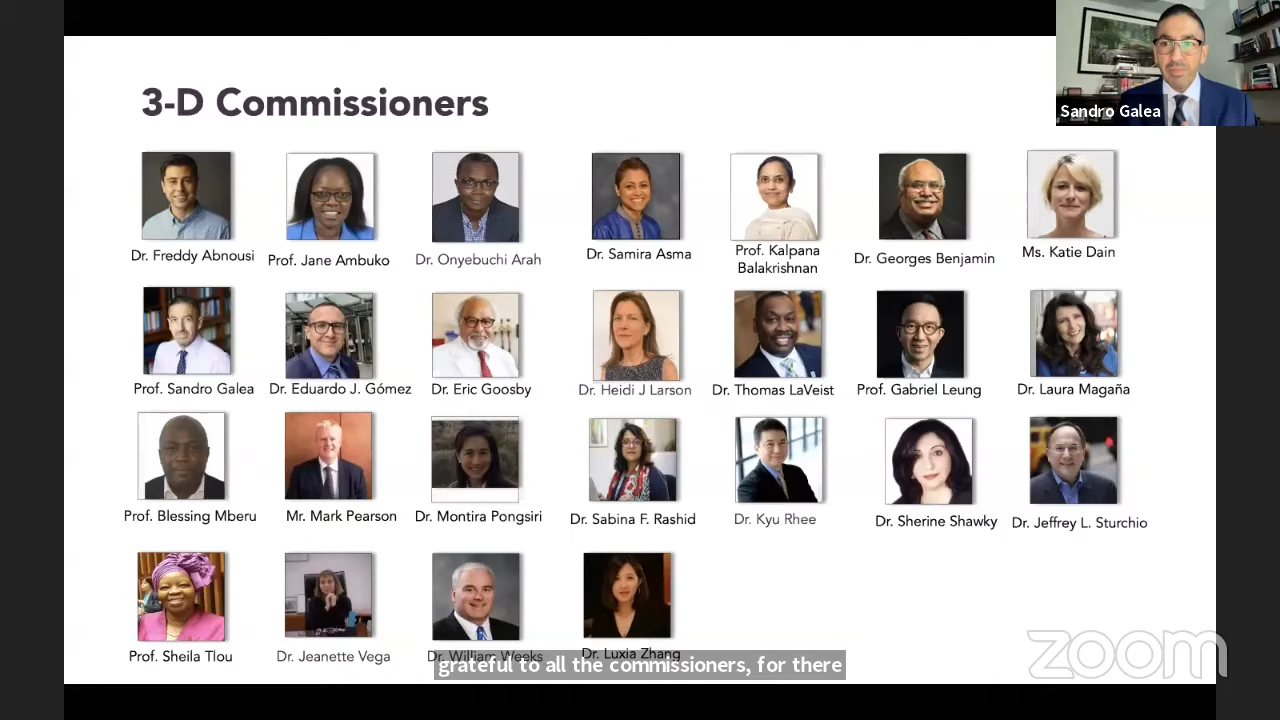 Sandro Galea
3-D Commissioners
Dr. Freddy Abnousi
Prof. Jane Ambuko
Dr. Onyebuchi Arah
Dr. Samira Asma
Prof. Kalpana
Balakrishnan
Dr. Georges Benjamin
Ms. Katie Dain
Prof. Sandro Galea
Dr. Eduardo J. Gómez
Dr. Eric Goosby
Dr. Heidi J Larson
Dr. Thomas LaVeist
Prof. Gabriel Leung
Dr. Laura Magaña
Prof. Blessing Mberu
Mr. Mark Pearson
Dr. Montira Pongsiri
Dr. Sabina F. Rashid
Dr. Kyu Rhee
Dr. Sherine Shawky
Dr. Jeffrey L. Sturchio
Prof. Sheila Tlou
Dr. Jeanette Vega
Dr. William Weeks
Dr. Luxia Zhang
grateful to all the commissioners, for there
zoom